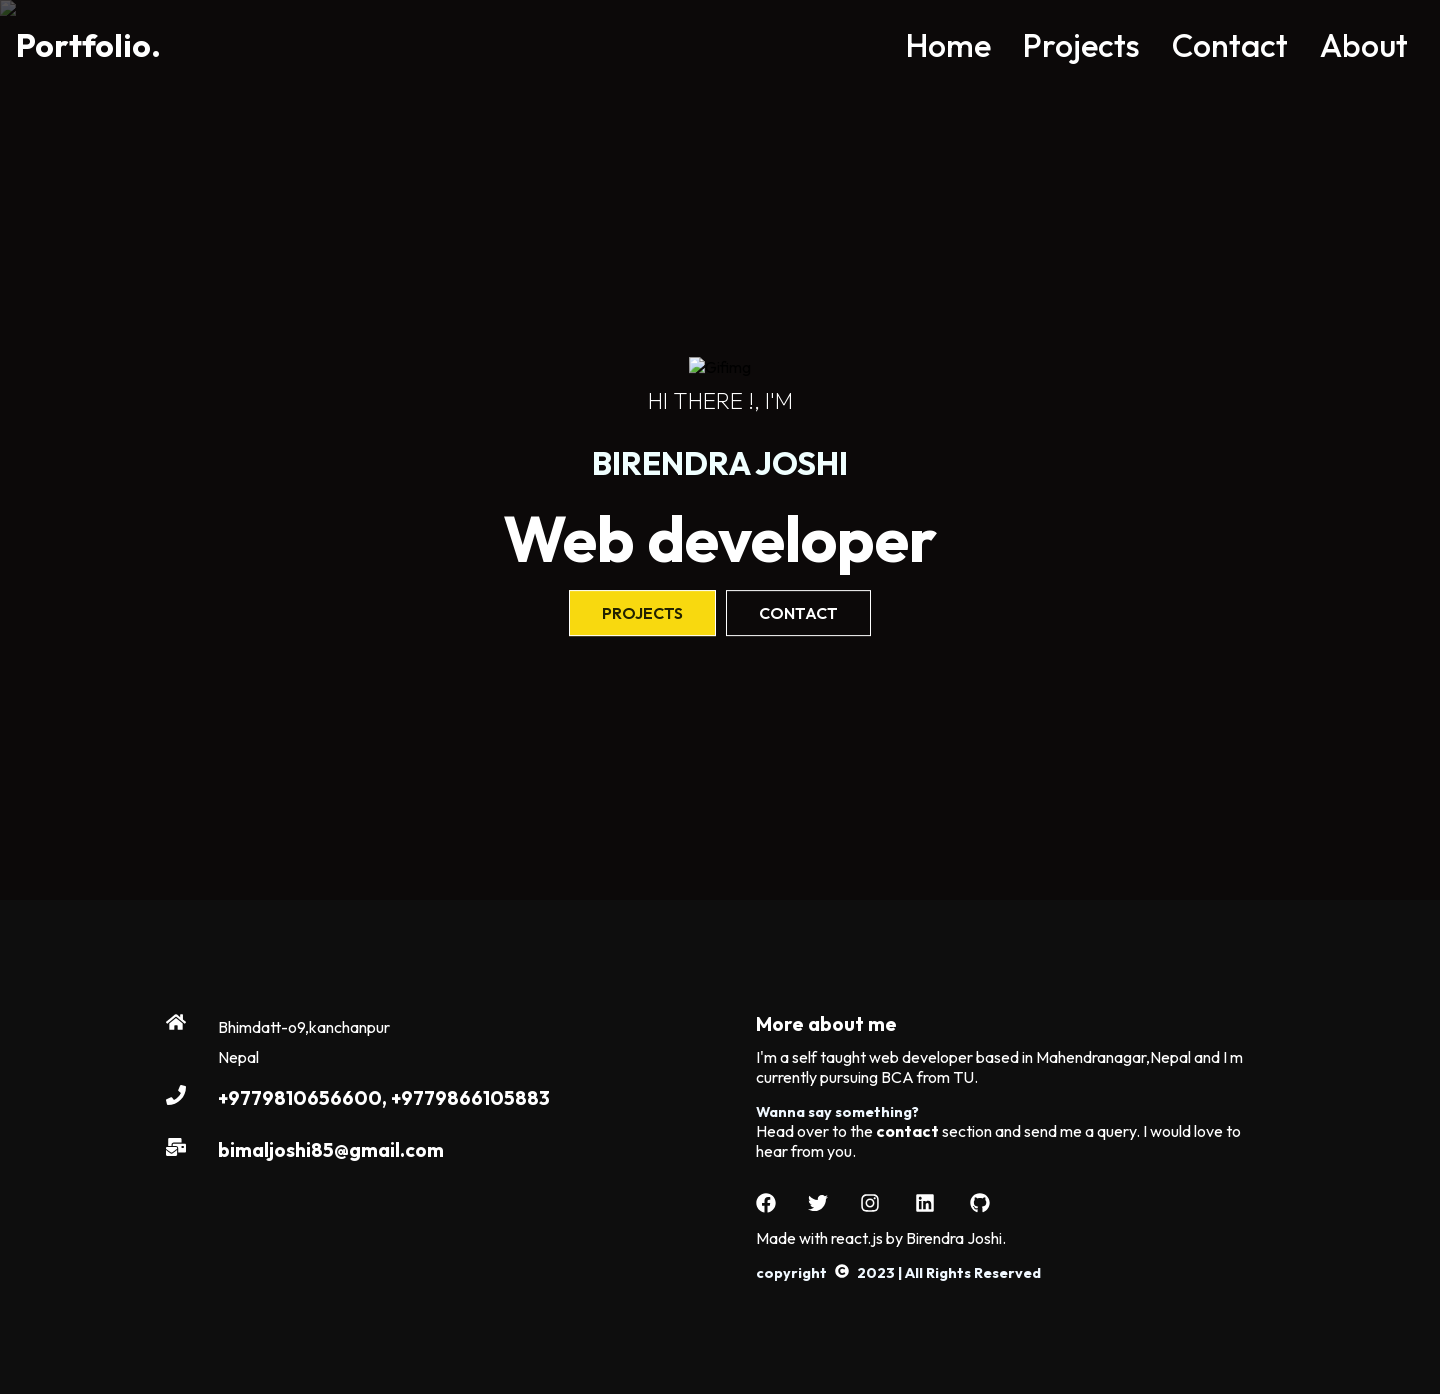 Portfolio.
Home Projects Contact About
Gifimg
HI THERE !, I'M
BIRENDRA JOSHI
Web developer
PROJECTS CONTACT
Bhimdatt-o9,kanchanpur
Nepal
+9779810656600, +9779866105883
bimaljoshi85@gmail.com
More about me
I'm a self taught web developer based in Mahendranagar,Nepal and I m
currently pursuing BCA from TU.
Wanna say something?
Head over to the contact section and send me a query. I would love to
hear from you.
Made with react.js by Birendra Joshi.
copyright © 2023 | All Rights Reserved